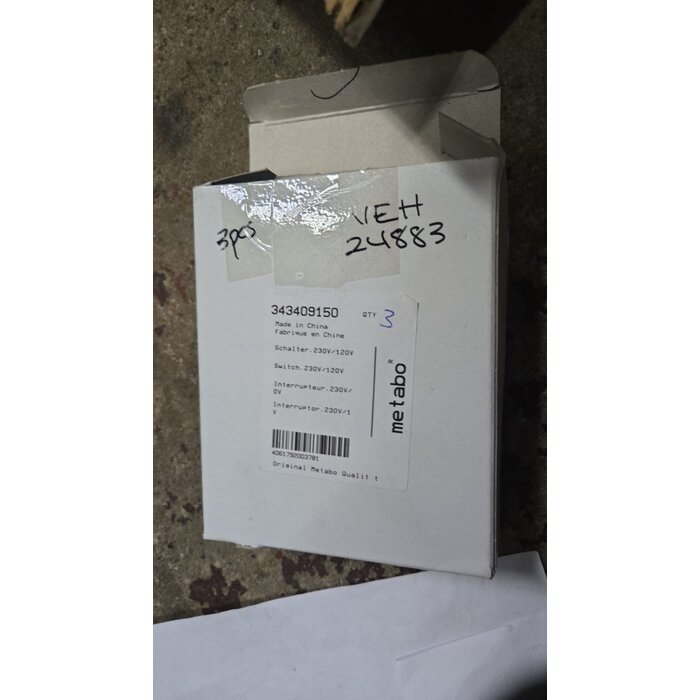 3pcs
VEH
24883
343409150 QTY 3
Made in China
Fabrique en Chine
Schalter.230V/120V
Switch.230V/120V
Interrupteur.230V/
0V
Interruptor.230V/1
V
metabo®
4061792003781
Original Metabo Qualit t